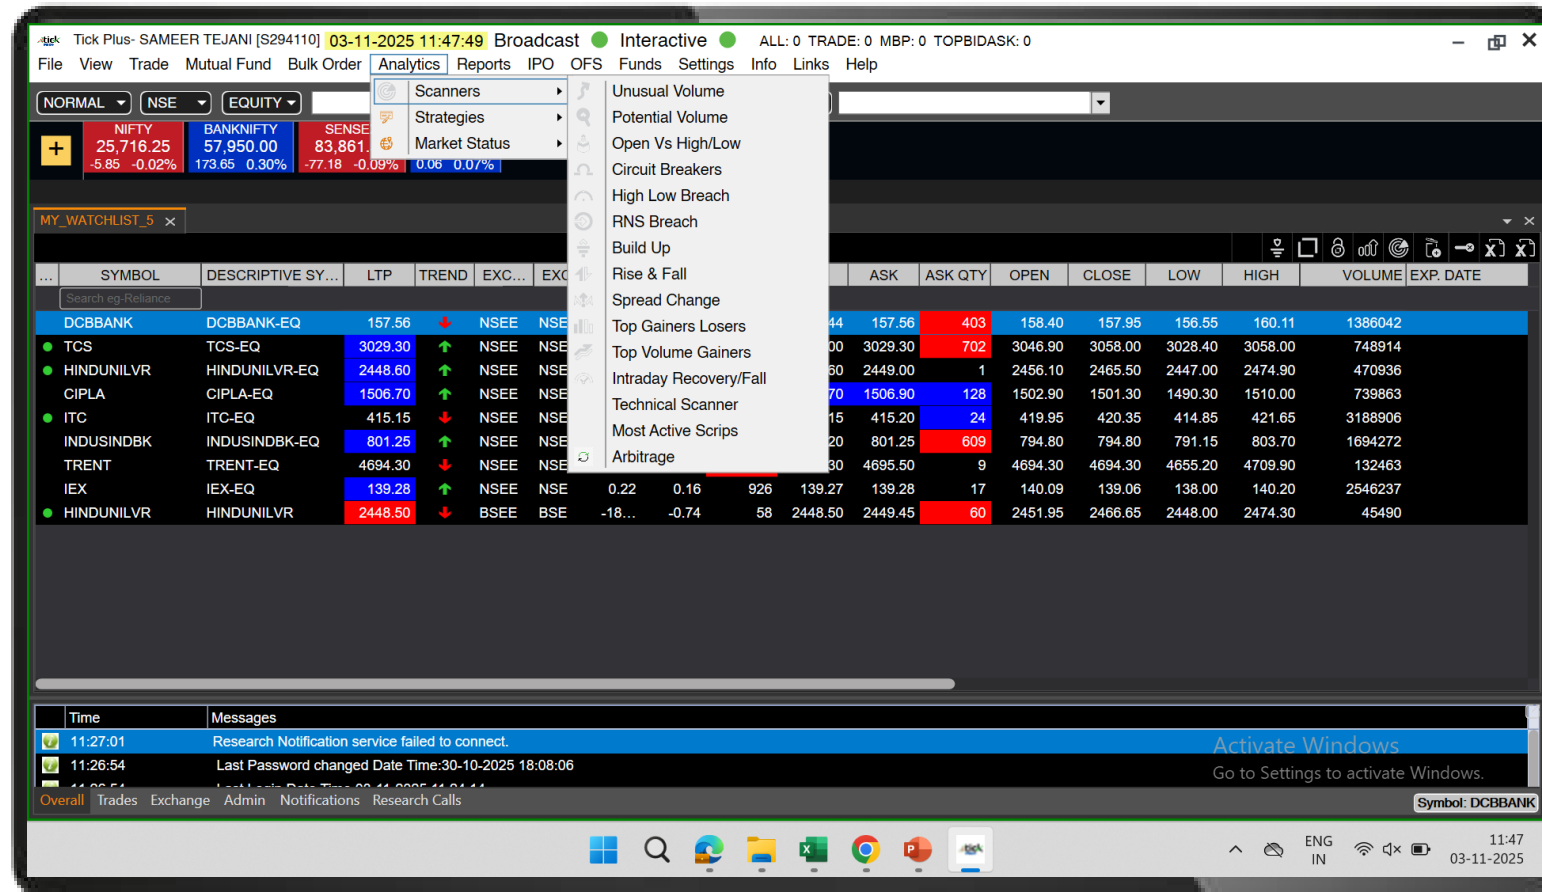 Tick Plus- SAMEER TEJANI [S294110] 03-11-2025 11:47:49 Broadcast Interactive ALL: 0 TRADE: 0 MBP: 0 TOPBIDASK: 0
File View Trade Mutual Fund Bulk Order Analytics Reports IPO OFS Funds Settings Info Links Help
NORMAL NSE EQUITY
Scanners
Strategies
Market Status
Unusual Volume
Potential Volume
Open Vs High/Low
Circuit Breakers
High Low Breach
RNS Breach
Build Up
Rise & Fall
Spread Change
Top Gainers Losers
Top Volume Gainers
Intraday Recovery/Fall
Technical Scanner
Most Active Scrips
Arbitrage
NIFTY BANKNIFTY
25,716.25 57,950.00 83,861.
-5.85 -0.02% 173.65 0.30% -77.18 -0.09% 0.06 0.07%
MY_WATCHLIST_5
... SYMBOL DESCRIPTIVE SY... LTP TREND EXC... ASK ASK QTY OPEN CLOSE LOW HIGH VOLUME EXP. DATE
Search eg-Reliance
DCBBANK DCBBANK-EQ 157.56 NSEE NSE 44 157.56 403 158.40 157.95 156.55 160.11 1386042
TCS TCS-EQ 3029.30 NSEE NSE 00 3029.30 702 3046.90 3058.00 3028.40 3058.00 748914
HINDUNILVR HINDUNILVR-EQ 2448.60 NSEE NSE 60 2449.00 1 2456.10 2465.50 2447.00 2474.90 470936
CIPLA CIPLA-EQ 1506.70 NSEE NSE 70 1506.90 128 1502.90 1501.30 1490.30 1510.00 739863
ITC ITC-EQ 415.15 NSEE NSE 15 415.20 24 419.95 420.35 414.85 421.65 3188906
INDUSINDBK INDUSINDBK-EQ 801.25 NSEE NSE 20 801.25 609 794.80 794.80 791.15 803.70 1694272
TRENT TRENT-EQ 4694.30 NSEE NSE 30 4695.50 9 4694.30 4694.30 4655.20 4709.90 132463
IEX IEX-EQ 139.28 NSEE NSE 0.22 0.16 926 139.27 139.28 17 140.09 139.06 138.00 140.20 2546237
HINDUNILVR HINDUNILVR 2448.50 BSEE BSE -18... -0.74 58 2448.50 2449.45 60 2451.95 2466.65 2448.00 2474.30 45490
Time Messages
11:27:01 Research Notification service failed to connect.
11:26:54 Last Password changed Date Time:30-10-2025 18:08:06
Activate Windows
Go to Settings to activate Windows.
Overall Trades Exchange Admin Notifications Research Calls
Symbol: DCBBANK
ENG
IN
11:47
03-11-2025